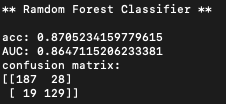 ** Ramdom Forest Classifier **
acc: 0.8705234159779615
AUC: 0.8647115206233381
confusion matrix:
[[187  28]
 [ 19 129]]